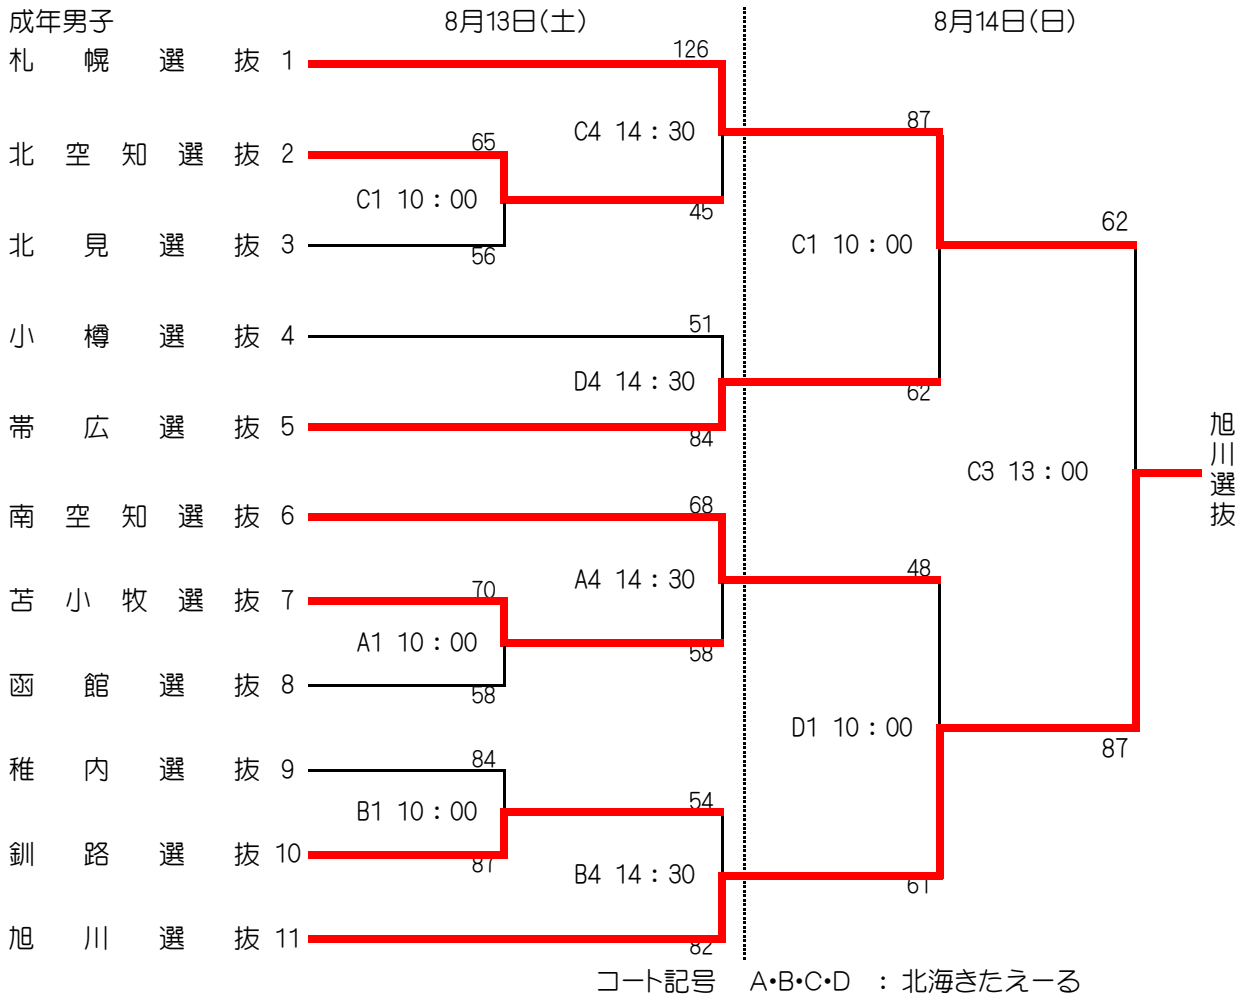 成年男子 8月13日(土) 8月14日(日)
126
札幌選抜 1
87
C4 14：30
65
北空知選抜 2
C1 10：00
45
62
北見選抜 3
C1 10：00
56
51
小樽選抜 4
D4 14：30
62
帯広選抜 5
84
旭川選抜
C3 13：00
68
南空知選抜 6
48
A4 14：30
70
苫小牧選抜 7
A1 10：00
58
函館選抜 8
58
D1 10：00
87
84
稚内選抜 9
54
B1 10：00
釧路選抜 10
87
B4 14：30
61
旭川選抜 11
82
コート記号 A・B・C・D ：北海きたえーる